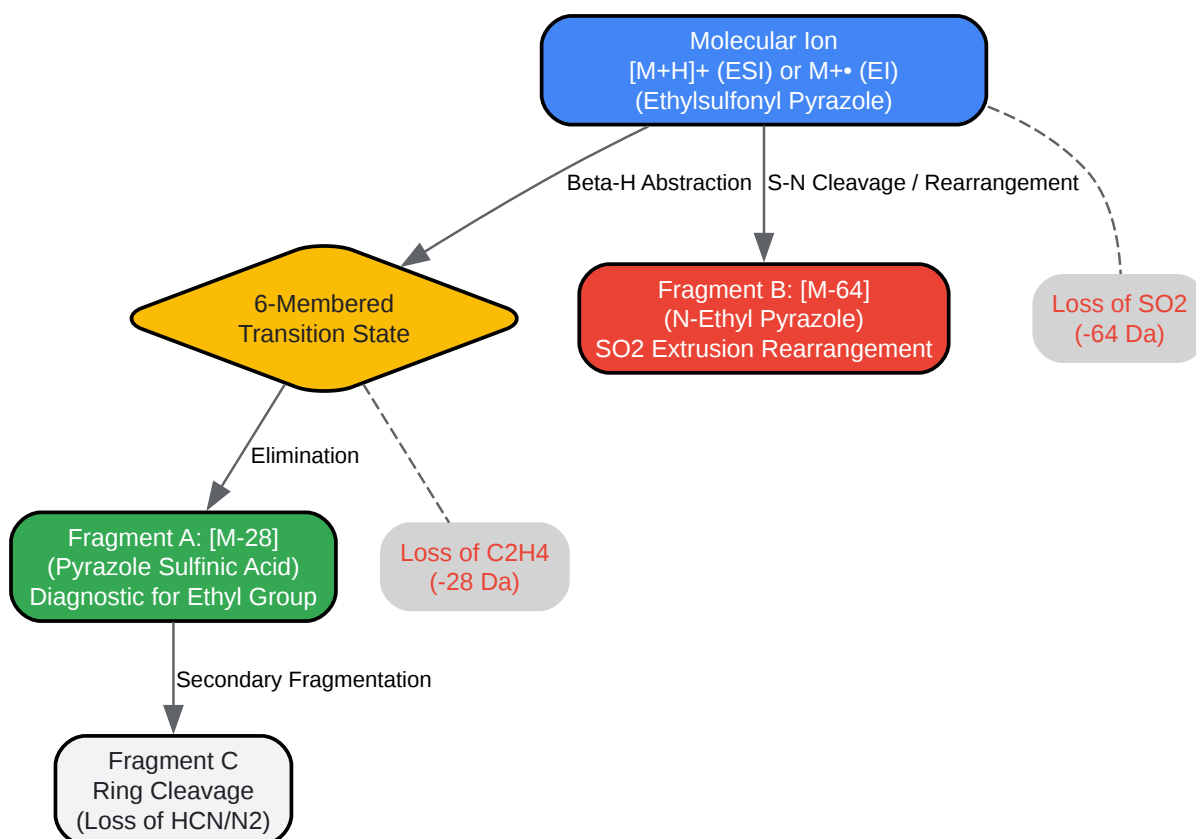 Molecular Ion
[M+H]+ (ESI) or M+• (EI)
(Ethylsulfonyl Pyrazole)
Beta-H Abstraction
S-N Cleavage / Rearrangement
6-Membered
Transition State
Fragment B: [M-64]
(N-Ethyl Pyrazole)
SO2 Extrusion Rearrangement
Loss of SO2
(-64 Da)
Elimination
Fragment A: [M-28]
(Pyrazole Sulfinic Acid)
Diagnostic for Ethyl Group
Loss of C2H4
(-28 Da)
Secondary Fragmentation
Fragment C
Ring Cleavage
(Loss of HCN/N2)